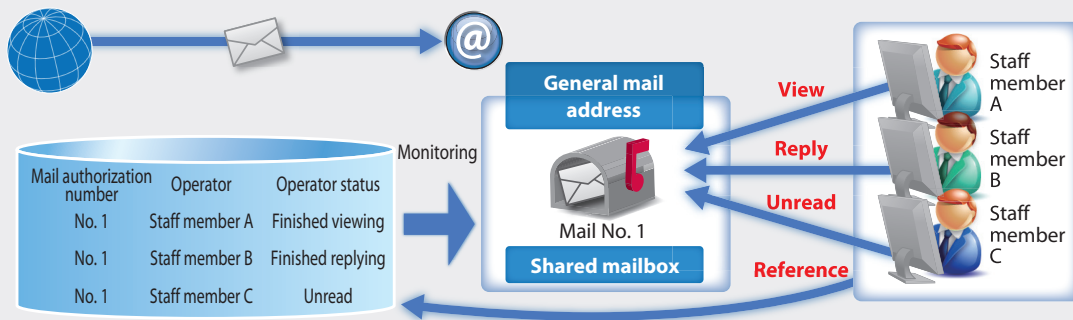 @
General mail
address
Mail No. 1
Shared mailbox
Monitoring
Mail authorization
number
Operator
Operator status
No. 1 Staff member A Finished viewing
No. 1 Staff member B Finished replying
No. 1 Staff member C Unread
View
Reply
Unread
Reference
Staff
member
A
Staff
member
B
Staff
member
C